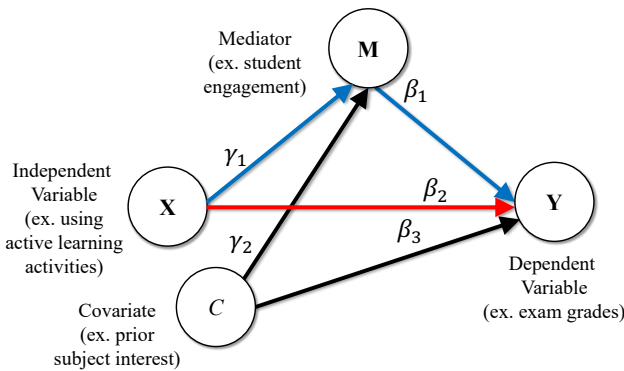 Mediator
(ex. student
engagement)
M
β₁
γ₁
Independent
Variable
(ex. using
active learning
activities)
X
β₂
Y
γ₂
β₃
Dependent
Variable
(ex. exam grades)
C
Covariate
(ex. prior
subject interest)